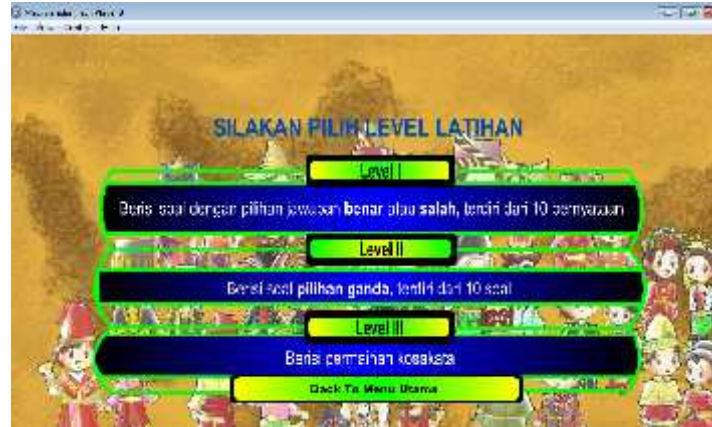 SILAKAN PILIH LEVEL LATIHAN
Level I
Berisi soal dengan pilihan jawaban benar atau salah, terdiri dari 10 pernyataan
Level II
Berisi soal pilihan ganda, terdiri dari 10 soal
Level III
Berisi permainan kosakata
Back To Menu Utama